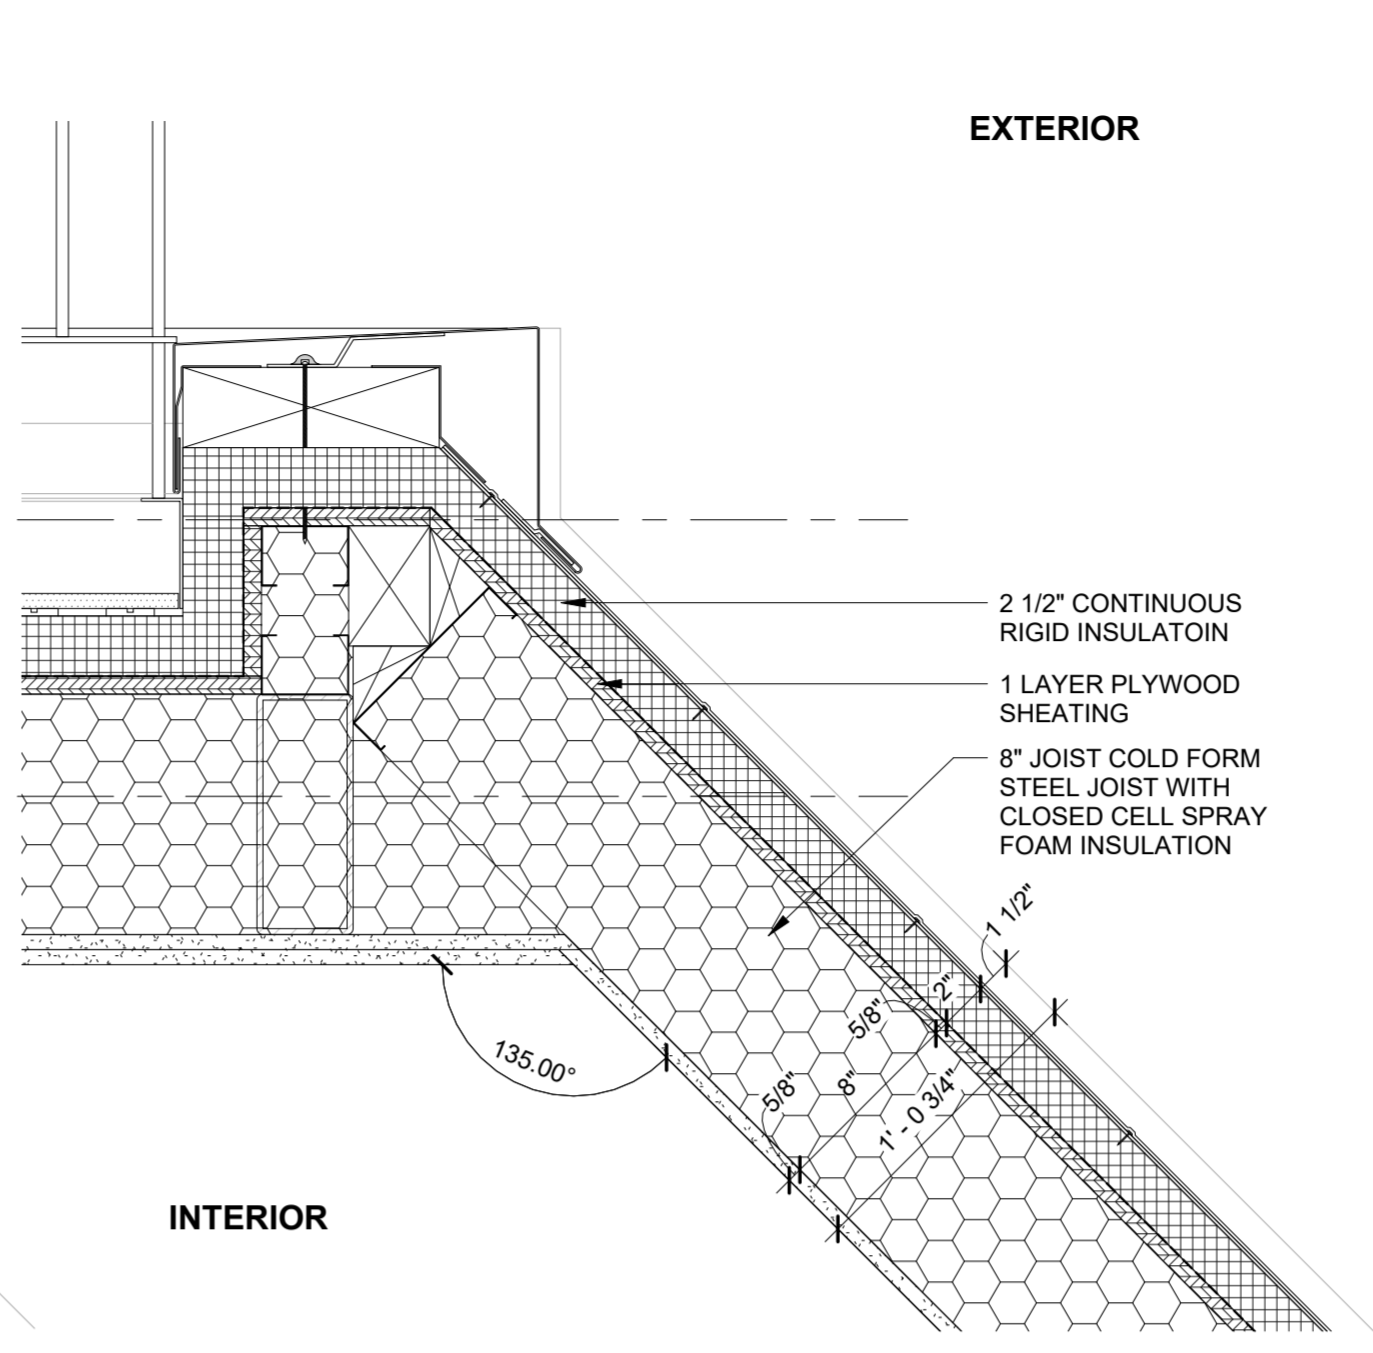 EXTERIOR
2 1/2" CONTINUOUS
RIGID INSULATOIN
1 LAYER PLYWOOD
SHEATING
8" JOIST COLD FORM
STEEL JOIST WITH
CLOSED CELL SPRAY
FOAM INSULATION
1 1/2"
2"
5/8"
8"
5/8"
1' - 0 3/4"
135.00°
INTERIOR